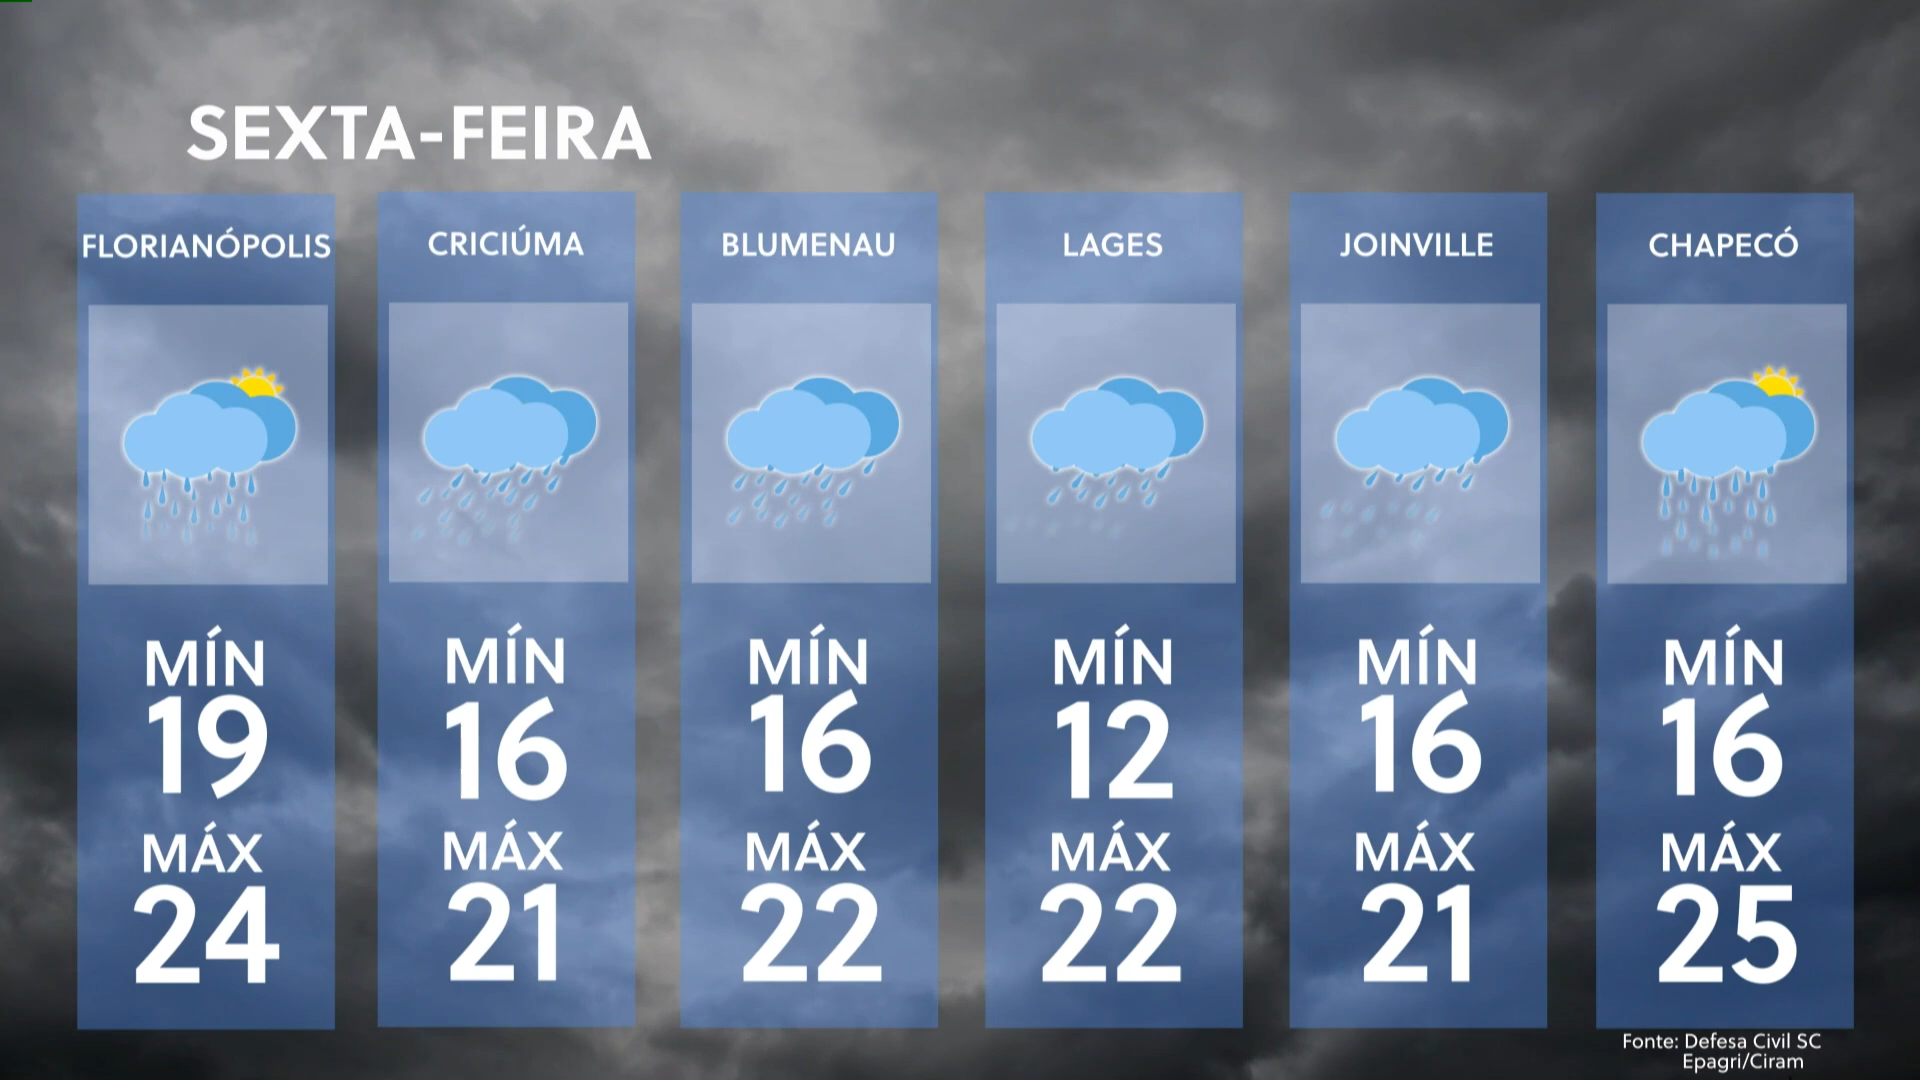 SEXTA-FEIRA
FLORIANÓPOLIS
MÍN
19
MÁX
24
CRICIÚMA
MÍN
16
MÁX
21
BLUMENAU
MÍN
16
MÁX
22
LAGES
MÍN
12
MÁX
22
JOINVILLE
MÍN
16
MÁX
21
CHAPECÓ
MÍN
16
MÁX
25
Fonte: Defesa Civil SC
Epagri/Ciram